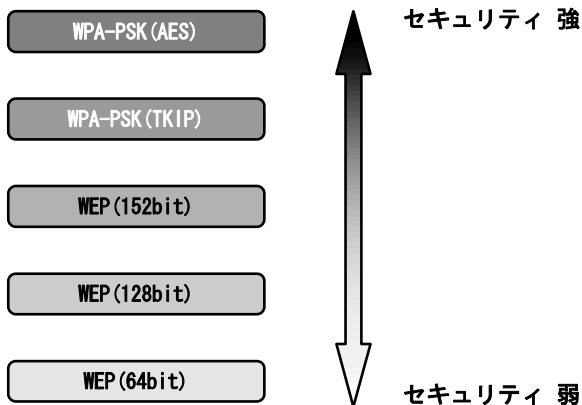 セキュリティ 強
WPA-PSK(AES)
WPA-PSK(TKIP)
WEP(152bit)
WEP(128bit)
WEP(64bit)
セキュリティ 弱